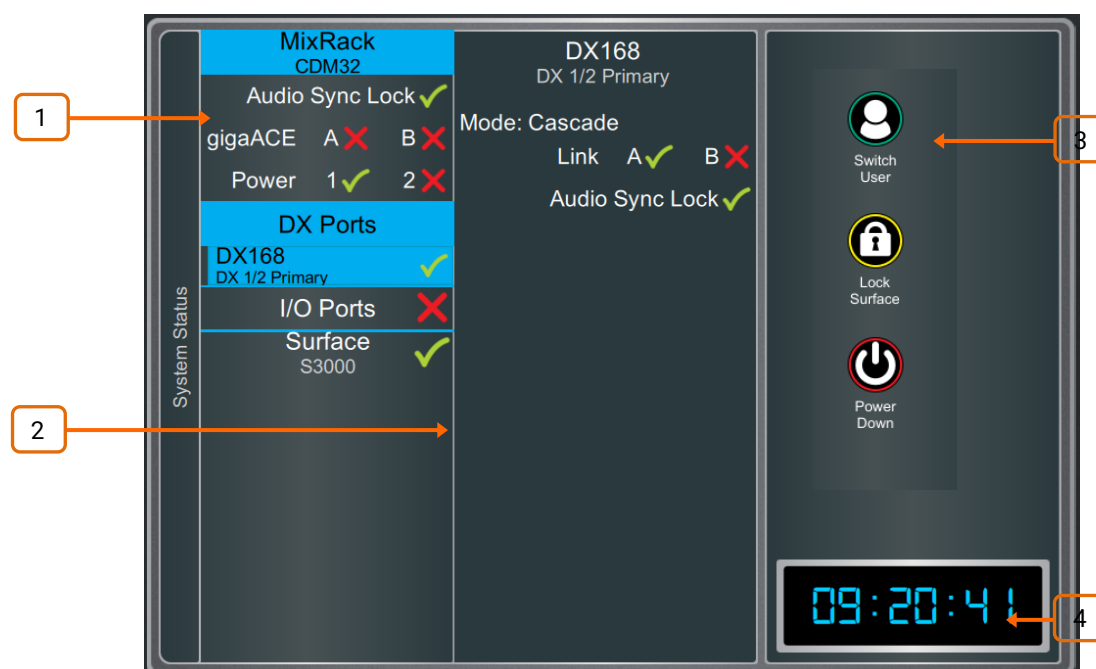 MixRack
CDM32
Audio Sync Lock
gigaACE A B
Power 1 2
DX Ports
DX168
DX 1/2 Primary
I/O Ports
Surface
S3000
System Status
DX168
DX 1/2 Primary
Mode: Cascade
Link A B
Audio Sync Lock
Switch
User
Lock
Surface
Power
Down
09:20:41
1
2
3
4